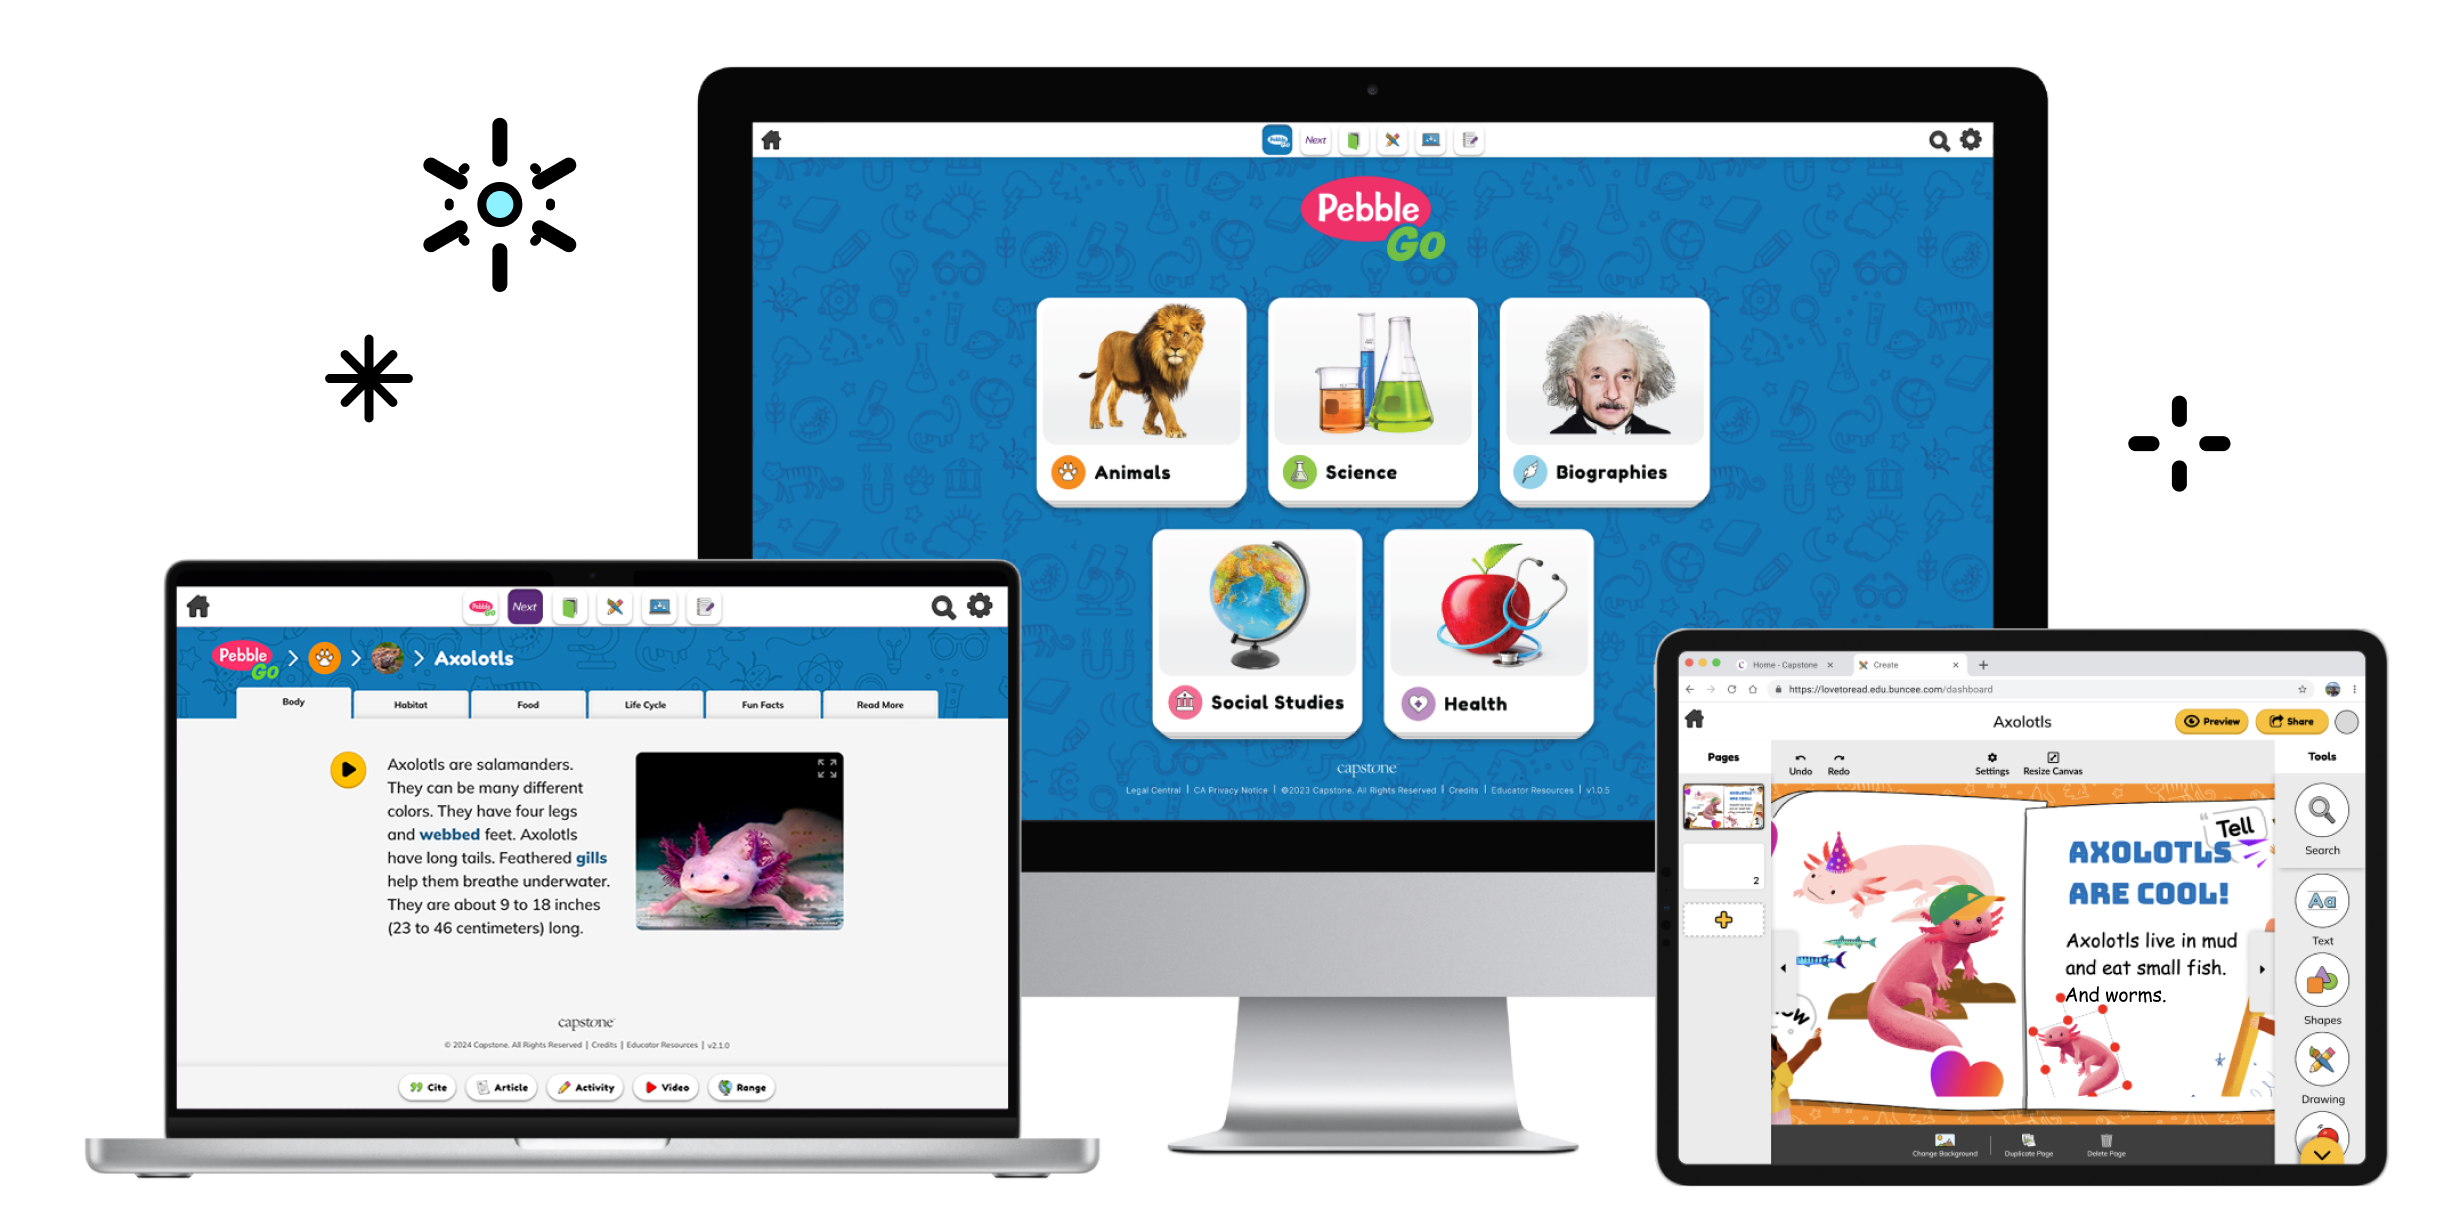 Next
Pebble
Go
Animals
Science
Biographies
Social Studies
Health
capstone
Legal Central | CA Privacy Notice | ©2023 Capstone. All Rights Reserved | Credits | Educator Resources | v1.0.5
Pebble Go
Next
Pebble Go > > > Axolotls
Body
Habitat
Food
Life Cycle
Fun Facts
Read More
Axolotls are salamanders.
They can be many different
colors. They have four legs
and webbed feet. Axolotls
have long tails. Feathered gills
help them breathe underwater.
They are about 9 to 18 inches
(23 to 46 centimeters) long.
capstone
© 2024 Capstone. All Rights Reserved | Credits | Educator Resources | v2.1.0
Cite
Article
Activity
Video
Range
Home - Capstone
Create
https://lovetoread.edu.buncee.com/dashboard
Axolotls
Preview
Share
Pages
Undo
Redo
Settings
Resize Canvas
Tools
1
2
Tell
AXOLOTLS
ARE COOL!
Axolotls live in mud
and eat small fish.
And worms.
Search
Text
Shapes
Drawing
Change Background
Duplicate Page
Delete Page